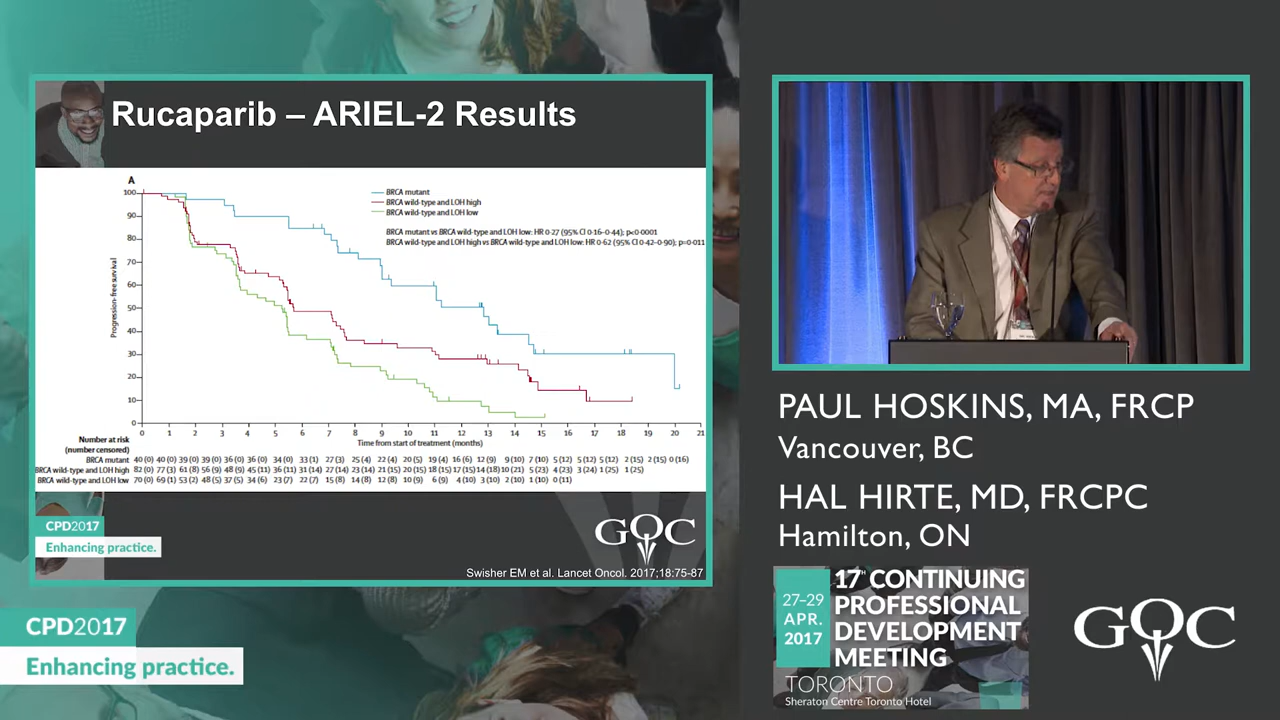 Rucaparib – ARIEL-2 Results
A
BRCA mutant
BRCA wild-type and LOH high
BRCA wild-type and LOH low
BRCA mutant vs BRCA wild-type and LOH low: HR 0·27 (95% CI 0·16–0·44); p<0·0001
BRCA wild-type and LOH high vs BRCA wild-type and LOH low: HR 0·62 (95% CI 0·42–0·90); p=0·011
Progression-free survival
100
90
80
70
60
50
40
30
20
10
0
0 1 2 3 4 5 6 7 8 9 10 11 12 13 14 15 16 17 18 19 20 21
Time from start of treatment (months)
Number at risk
(number censored)
BRCA mutant 40 (0) 40 (0) 39 (0) 39 (0) 36 (0) 34 (0) 33 (1) 27 (3) 25 (4) 22 (4) 20 (5) 19 (4) 16 (6) 12 (9) 9 (10) 7 (10) 5 (12) 5 (12) 2 (15) 2 (15) 0 (16)
BRCA wild-type and LOH high 82 (0) 77 (3) 61 (8) 56 (9) 48 (9) 45 (11) 36 (11) 31 (14) 27 (14) 23 (14) 21 (15) 20 (15) 18 (15) 17 (15) 14 (18) 10 (21) 5 (23) 4 (23) 3 (24) 1 (25) 1 (25)
BRCA wild-type and LOH low 70 (0) 69 (1) 53 (2) 48 (5) 37 (5) 34 (6) 23 (7) 22 (7) 15 (8) 14 (8) 12 (8) 10 (9) 6 (9) 4 (10) 3 (10) 2 (10) 1 (10) 0 (11)
CPD2017
Enhancing practice.
GOC
Swisher EM et al. Lancet Oncol. 2017;18:75-87
CPD2017
Enhancing practice.
PAUL HOSKINS, MA, FRCP
Vancouver, BC
HAL HIRTE, MD, FRCPC
Hamilton, ON
27–29
APR.
2017
17TH CONTINUING
PROFESSIONAL
DEVELOPMENT
MEETING
TORONTO
Sheraton Centre Toronto Hotel
GOC